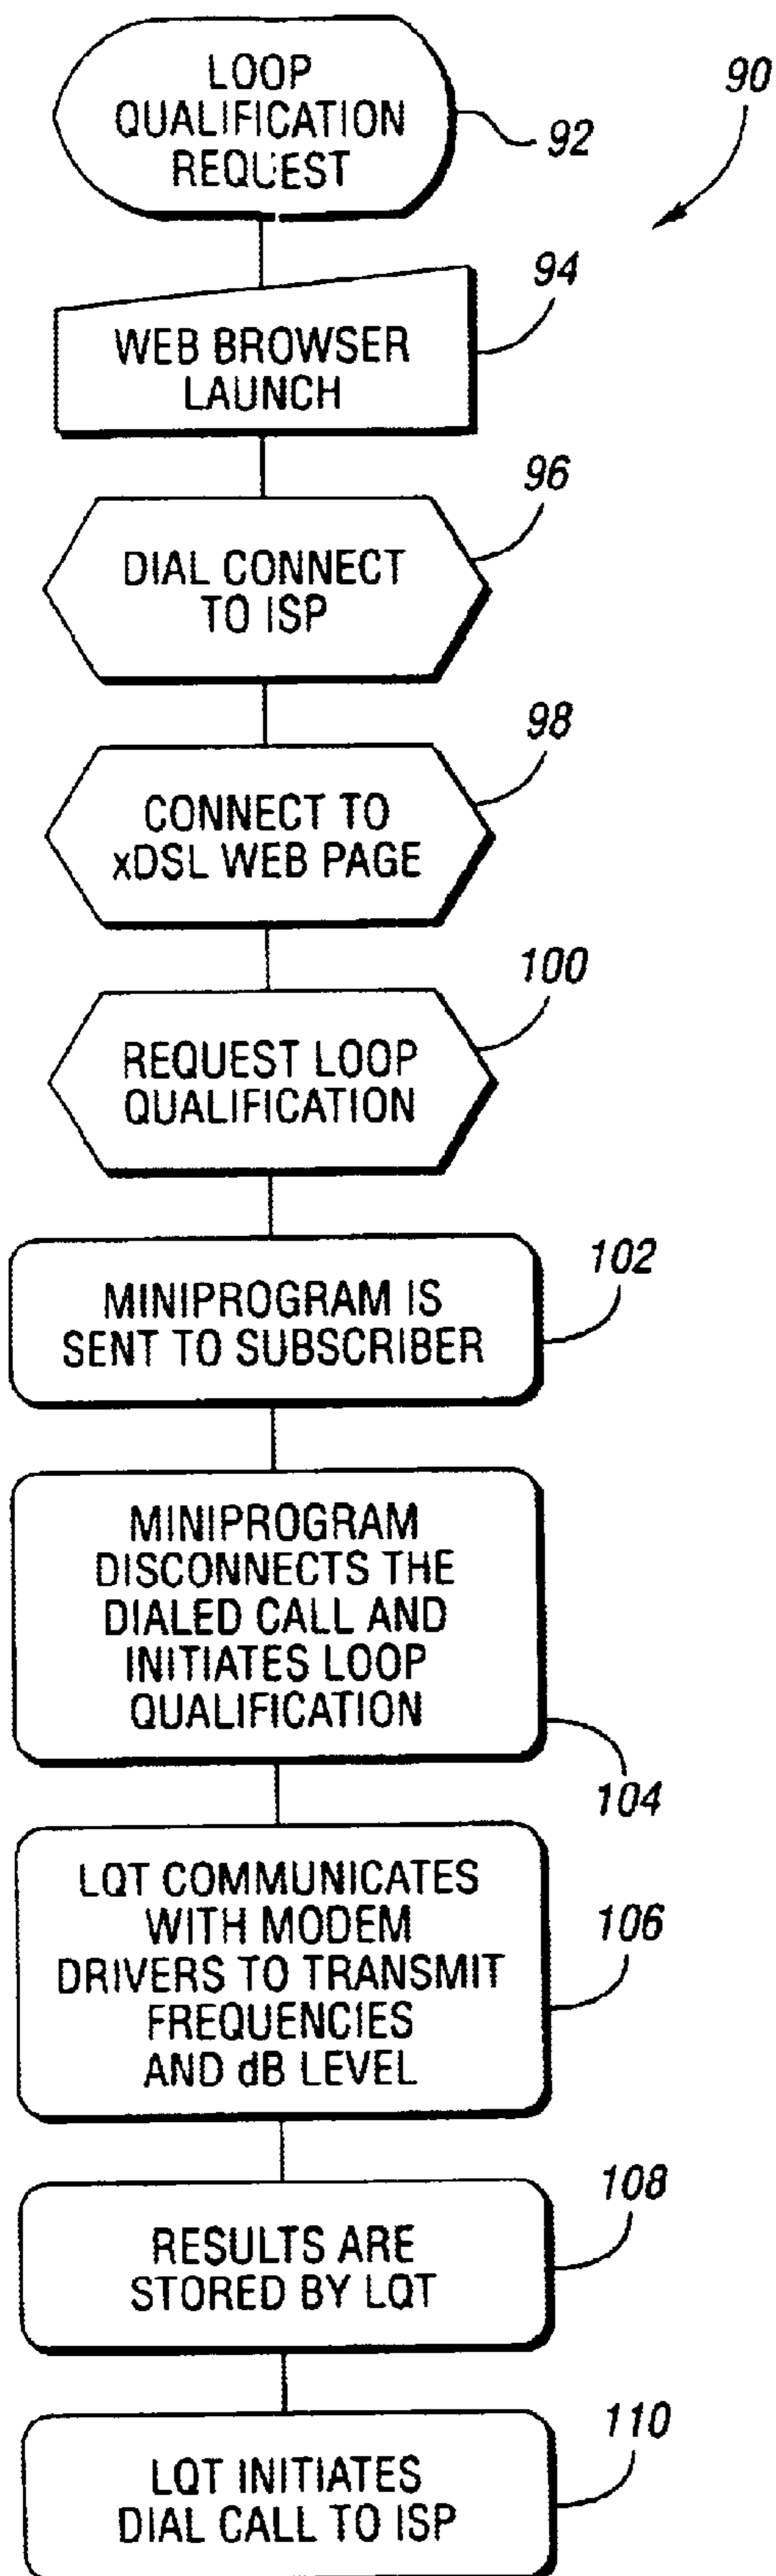 LOOP
QUALIFICATION
REQUEST
90
92
94
WEB BROWSER
LAUNCH
96
DIAL CONNECT
TO ISP
98
CONNECT TO
xDSL WEB PAGE
100
REQUEST LOOP
QUALIFICATION
102
MINIPROGRAM IS
SENT TO SUBSCRIBER
MINIPROGRAM
DISCONNECTS THE
DIALED CALL AND
INITIATES LOOP
QUALIFICATION
104
LQT COMMUNICATES
WITH MODEM
DRIVERS TO TRANSMIT
FREQUENCIES
AND dB LEVEL
106
108
RESULTS ARE
STORED BY LQT
110
LQT INITIATES
DIAL CALL TO ISP